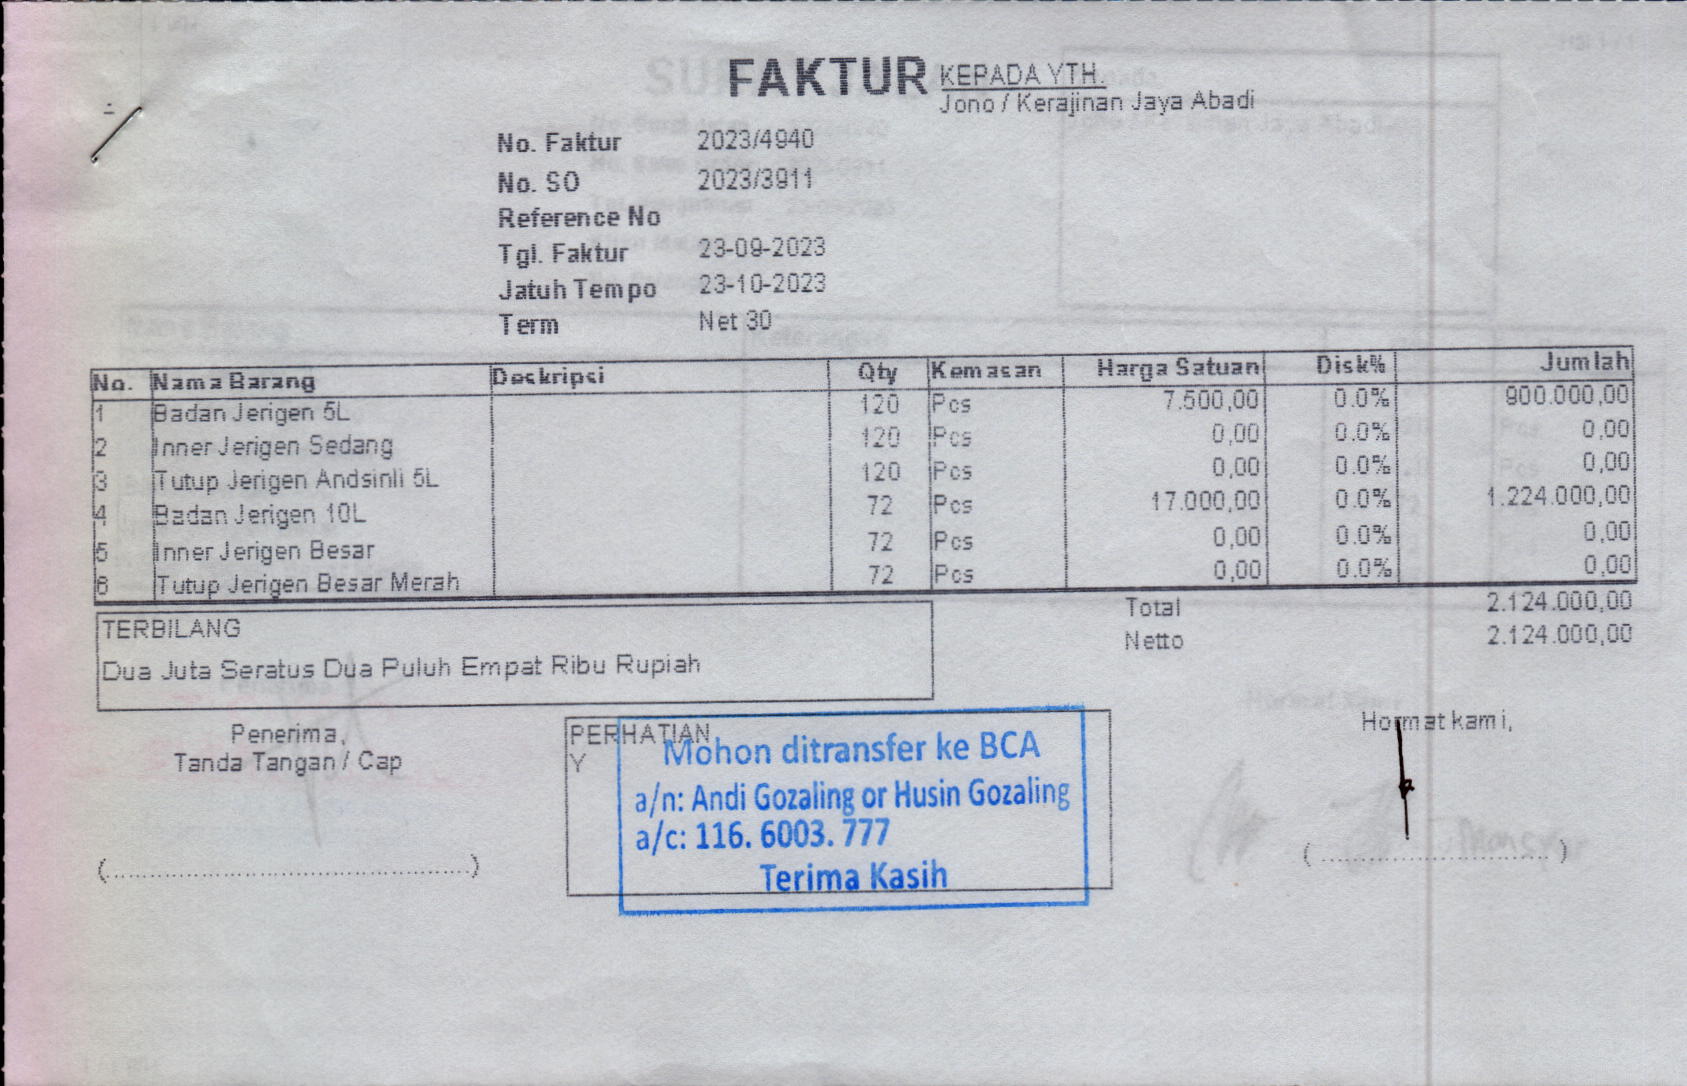 FAKTUR
KEPADA YTH.
Jono / Kerajinan Jaya Abadi
No. Faktur 2023/4940
No. SO 2023/3911
Reference No
Tgl. Faktur 23-09-2023
Jatuh Tempo 23-10-2023
Term Net 30
No. Nama Barang Deskripsi Qty Kemasan Harga Satuan Disk% Jumlah
1 Badan Jerigen 5L 120 Pcs 7.500,00 0.0% 900.000,00
2 Inner Jerigen Sedang 120 Pcs 0,00 0.0% 0,00
3 Tutup Jerigen Andsinli 5L 120 Pcs 0,00 0.0% 0,00
4 Badan Jerigen 10L 72 Pcs 17.000,00 0.0% 1.224.000,00
5 Inner Jerigen Besar 72 Pcs 0,00 0.0% 0,00
6 Tutup Jerigen Besar Merah 72 Pcs 0,00 0.0% 0,00
Total 2.124.000,00
Netto 2.124.000,00
TERBILANG
Dua Juta Seratus Dua Puluh Empat Ribu Rupiah
Penerima,
Tanda Tangan / Cap
(...............................................)
PERHATIAN
Y
Mohon ditransfer ke BCA
a/n: Andi Gozaling or Husin Gozaling
a/c: 116. 6003. 777
Terima Kasih
Hormat kami,
(...............................)